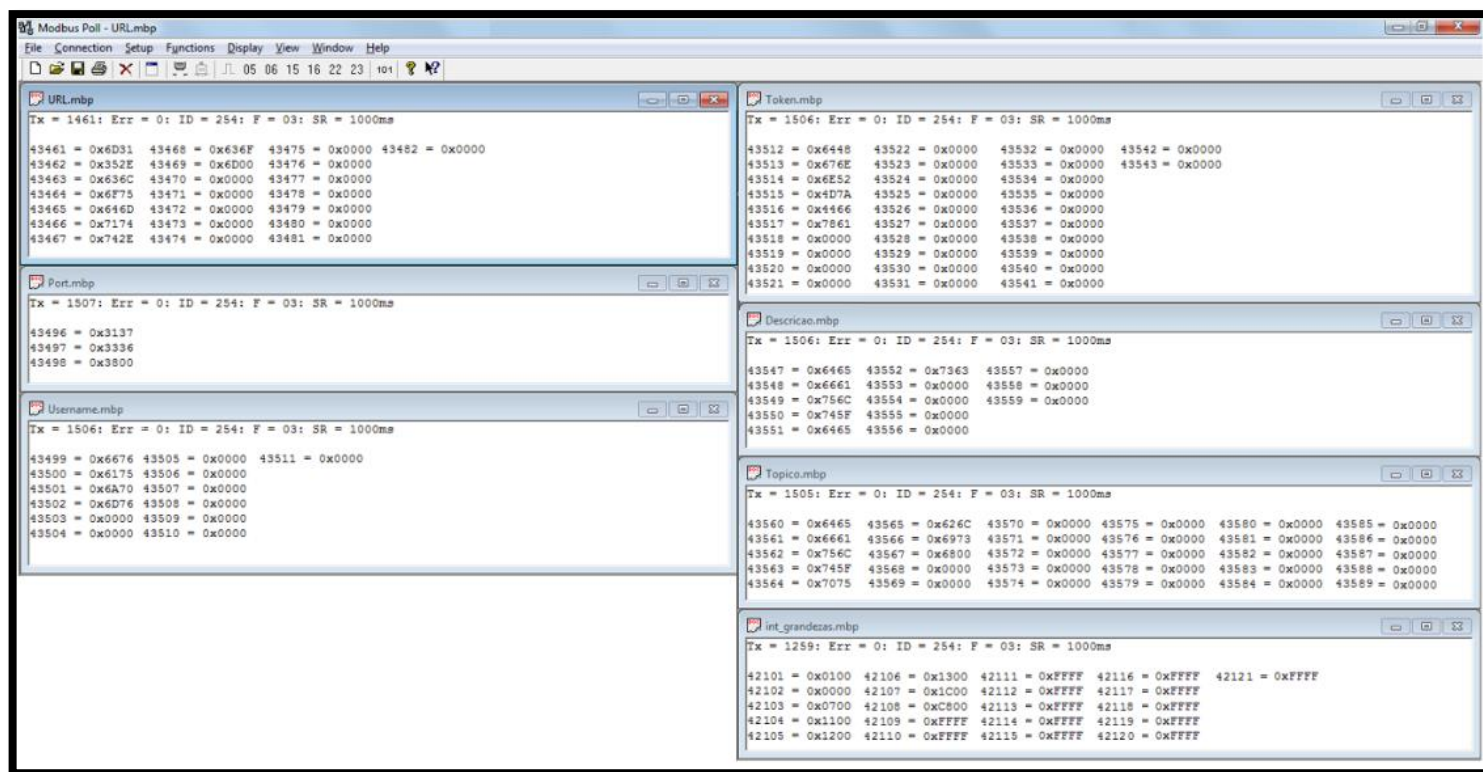 Modbus Poll - URL.mbp
File Connection Setup Functions Display View Window Help
05 06 15 16 22 23 101
URL.mbp
Tx = 1461: Err = 0: ID = 254: F = 03: SR = 1000ms
43461 = 0x6D31 43468 = 0x636F 43475 = 0x0000 43482 = 0x0000
43462 = 0x352E 43469 = 0x6D00 43476 = 0x0000
43463 = 0x636C 43470 = 0x0000 43477 = 0x0000
43464 = 0x6F75 43471 = 0x0000 43478 = 0x0000
43465 = 0x646D 43472 = 0x0000 43479 = 0x0000
43466 = 0x7174 43473 = 0x0000 43480 = 0x0000
43467 = 0x742E 43474 = 0x0000 43481 = 0x0000
Port.mbp
Tx = 1507: Err = 0: ID = 254: F = 03: SR = 1000ms
43496 = 0x3137
43497 = 0x3336
43498 = 0x3800
Username.mbp
Tx = 1506: Err = 0: ID = 254: F = 03: SR = 1000ms
43499 = 0x6676 43505 = 0x0000 43511 = 0x0000
43500 = 0x6175 43506 = 0x0000
43501 = 0x6A70 43507 = 0x0000
43502 = 0x6D76 43508 = 0x0000
43503 = 0x0000 43509 = 0x0000
43504 = 0x0000 43510 = 0x0000
Token.mbp
Tx = 1506: Err = 0: ID = 254: F = 03: SR = 1000ms
43512 = 0x6448 43522 = 0x0000 43532 = 0x0000 43542 = 0x0000
43513 = 0x676E 43523 = 0x0000 43533 = 0x0000 43543 = 0x0000
43514 = 0x6E52 43524 = 0x0000 43534 = 0x0000
43515 = 0x4D7A 43525 = 0x0000 43535 = 0x0000
43516 = 0x4466 43526 = 0x0000 43536 = 0x0000
43517 = 0x7861 43527 = 0x0000 43537 = 0x0000
43518 = 0x0000 43528 = 0x0000 43538 = 0x0000
43519 = 0x0000 43529 = 0x0000 43539 = 0x0000
43520 = 0x0000 43530 = 0x0000 43540 = 0x0000
43521 = 0x0000 43531 = 0x0000 43541 = 0x0000
Descricao.mbp
Tx = 1506: Err = 0: ID = 254: F = 03: SR = 1000ms
43547 = 0x6465 43552 = 0x7363 43557 = 0x0000
43548 = 0x6661 43553 = 0x0000 43558 = 0x0000
43549 = 0x756C 43554 = 0x0000 43559 = 0x0000
43550 = 0x745F 43555 = 0x0000
43551 = 0x6465 43556 = 0x0000
Topico.mbp
Tx = 1505: Err = 0: ID = 254: F = 03: SR = 1000ms
43560 = 0x6465 43565 = 0x626C 43570 = 0x0000 43575 = 0x0000 43580 = 0x0000 43585 = 0x0000
43561 = 0x6661 43566 = 0x6973 43571 = 0x0000 43576 = 0x0000 43581 = 0x0000 43586 = 0x0000
43562 = 0x756C 43567 = 0x6800 43572 = 0x0000 43577 = 0x0000 43582 = 0x0000 43587 = 0x0000
43563 = 0x745F 43568 = 0x0000 43573 = 0x0000 43578 = 0x0000 43583 = 0x0000 43588 = 0x0000
43564 = 0x7075 43569 = 0x0000 43574 = 0x0000 43579 = 0x0000 43584 = 0x0000 43589 = 0x0000
int_grandezas.mbp
Tx = 1259: Err = 0: ID = 254: F = 03: SR = 1000ms
42101 = 0x0100 42106 = 0x1300 42111 = 0xFFFF 42116 = 0xFFFF 42121 = 0xFFFF
42102 = 0x0000 42107 = 0x1C00 42112 = 0xFFFF 42117 = 0xFFFF
42103 = 0x0700 42108 = 0xC800 42113 = 0xFFFF 42118 = 0xFFFF
42104 = 0x1100 42109 = 0xFFFF 42114 = 0xFFFF 42119 = 0xFFFF
42105 = 0x1200 42110 = 0xFFFF 42115 = 0xFFFF 42120 = 0xFFFF